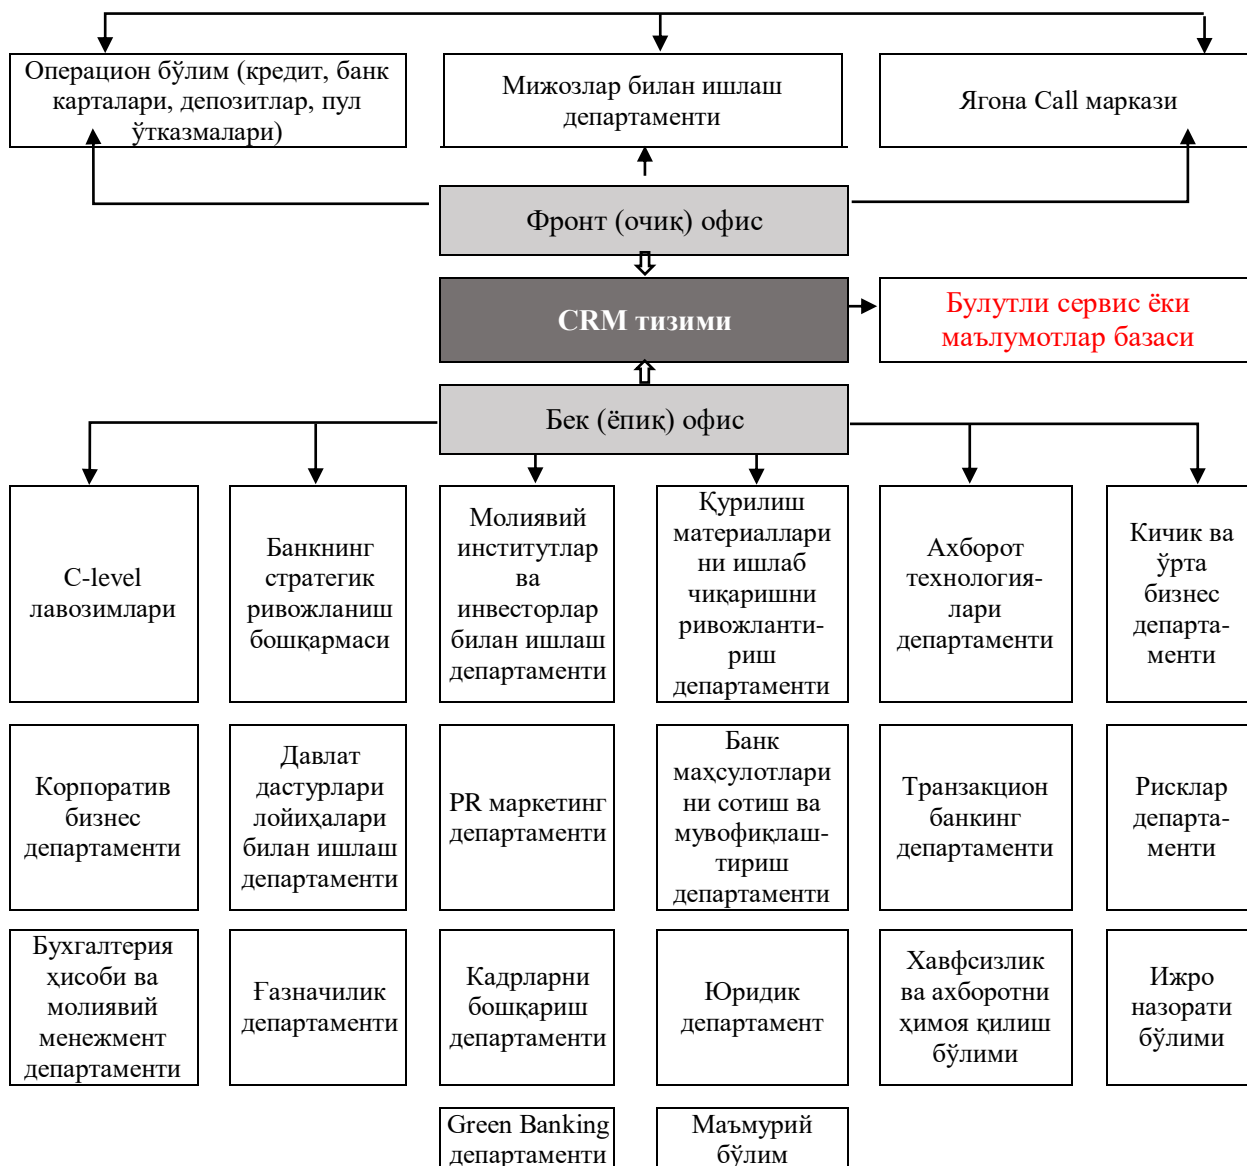 Операцион бўлим (кредит, банк
карталари, депозитлар, пул
ўтказмалари)
Мижозлар билан ишлаш
департаменти
Ягона Call маркази
Фронт (очиқ) офис
CRM тизими
Булутли сервис ёки
маълумотлар базаси
Бек (ёпиқ) офис
C-level
лавозимлари
Банкнинг
стратегик
ривожланиш
бошқармаси
Молиявий
институтлар
ва
инвесторлар
билан ишлаш
департаменти
Қурилиш
материаллари
ни ишлаб
чиқаришни
ривожланти-
риш
департаменти
Ахборот
технология-
лари
департаменти
Кичик ва
ўрта
бизнес
департа-
менти
Корпоратив
бизнес
департаменти
Давлат
дастурлари
лойиҳалари
билан ишлаш
департаменти
PR маркетинг
департаменти
Банк
маҳсулотлари
ни сотиш ва
мувофиқлаш-
тириш
департаменти
Транзакцион
банкинг
департаменти
Рисклар
департа-
менти
Бухгалтерия
ҳисоби ва
молиявий
менежмент
департаменти
Ғазначилик
департаменти
Кадрларни
бошқариш
департаменти
Юридик
департамент
Хавфсизлик
ва ахборотни
ҳимоя қилиш
бўлими
Ижро
назорати
бўлими
Green Banking
департаменти
Маъмурий
бўлим